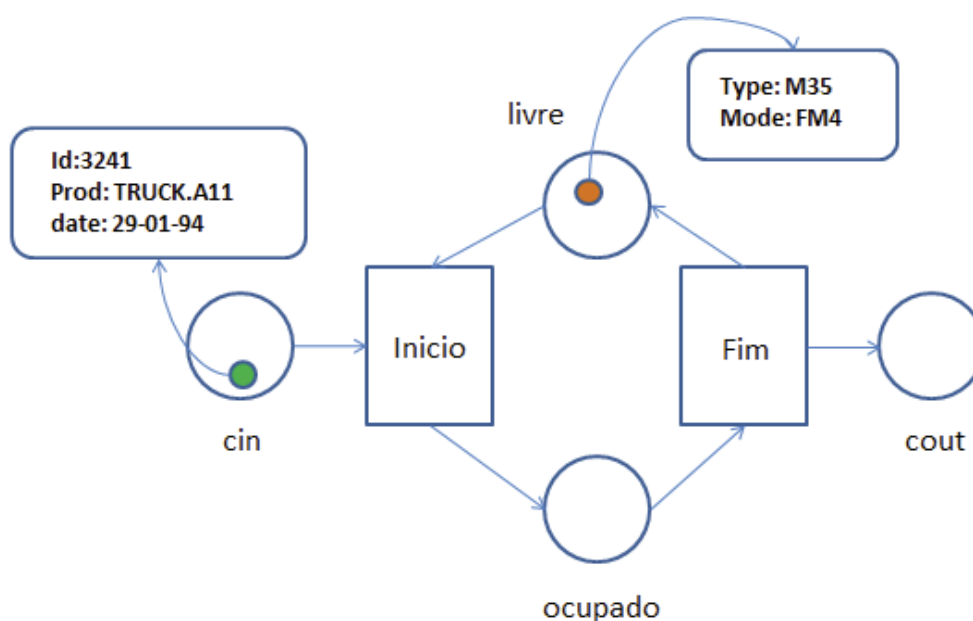 Type: M35
Mode: FM4
livre
Id:3241
Prod: TRUCK.A11
date: 29-01-94
Inicio
Fim
cin
cout
ocupado